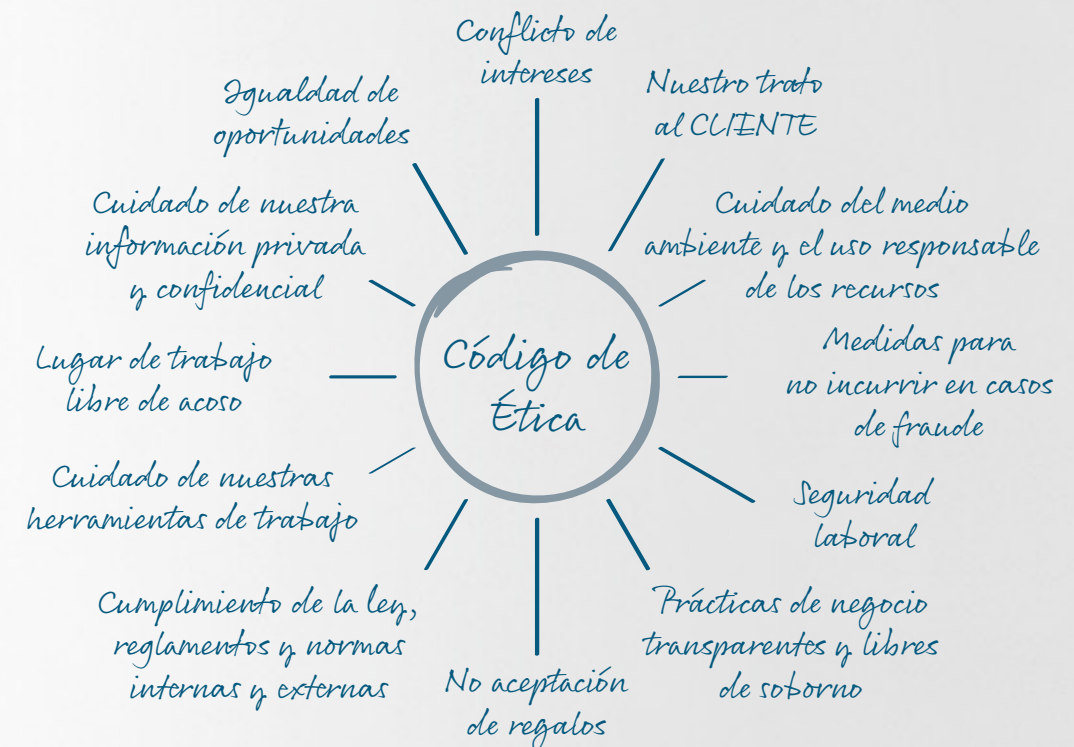 Conflicto de
intereses
Nuestro trato
al CLIENTE
Cuidado del medio
ambiente y el uso responsable
de los recursos
Medidas para
no incurrir en casos
de fraude
Seguridad
laboral
Prácticas de negocio
transparentes y libres
de soborno
No aceptación
de regalos
Cumplimiento de la ley,
reglamentos y normas
internas y externas
Cuidado de nuestras
herramientas de trabajo
Lugar de trabajo
libre de acoso
Cuidado de nuestra
información privada
y confidencial
Igualdad de
oportunidades
Código de
Ética